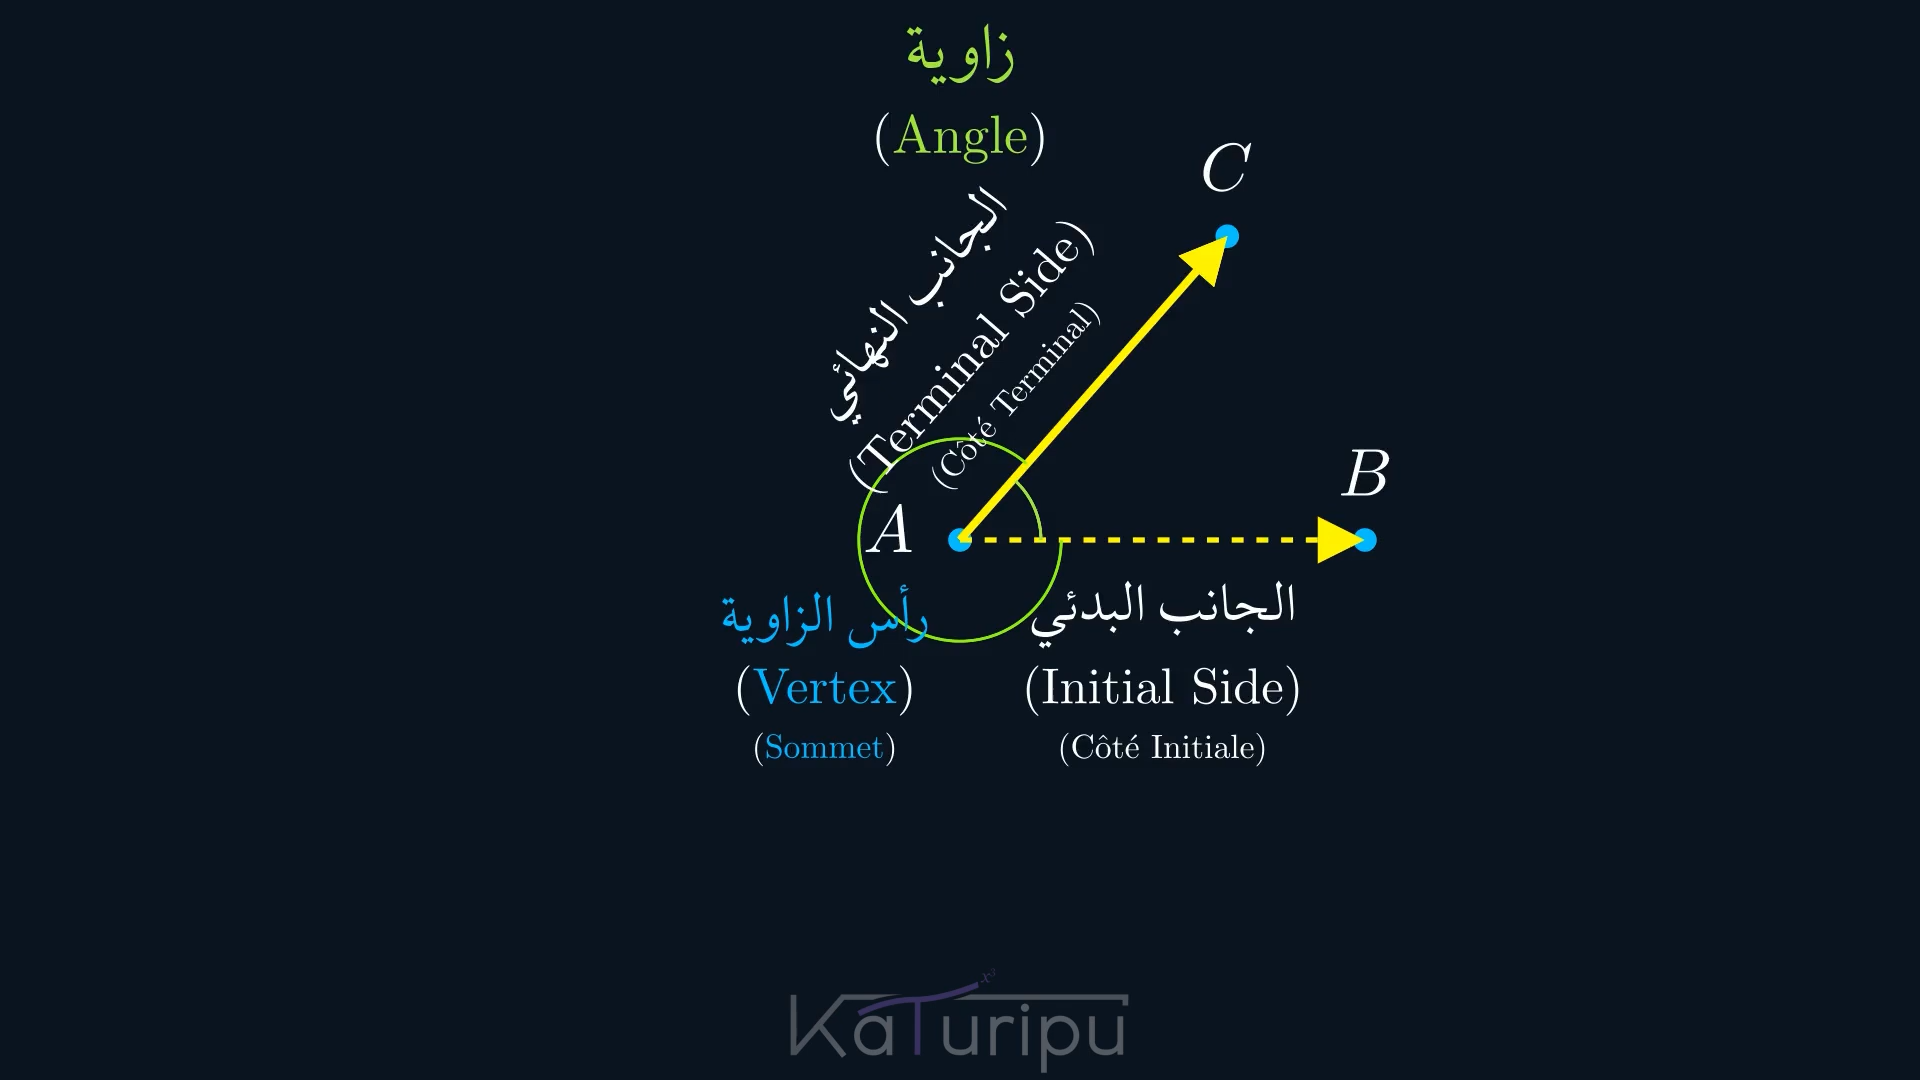 زاوية
(Angle)
C
الجانب النهائي
(Terminal Side)
(Côté Terminal)
B
A
رأس الزاوية
(Vertex)
(Sommet)
الجانب البدئي
(Initial Side)
(Côté Initiale)
x³
KaTuripu